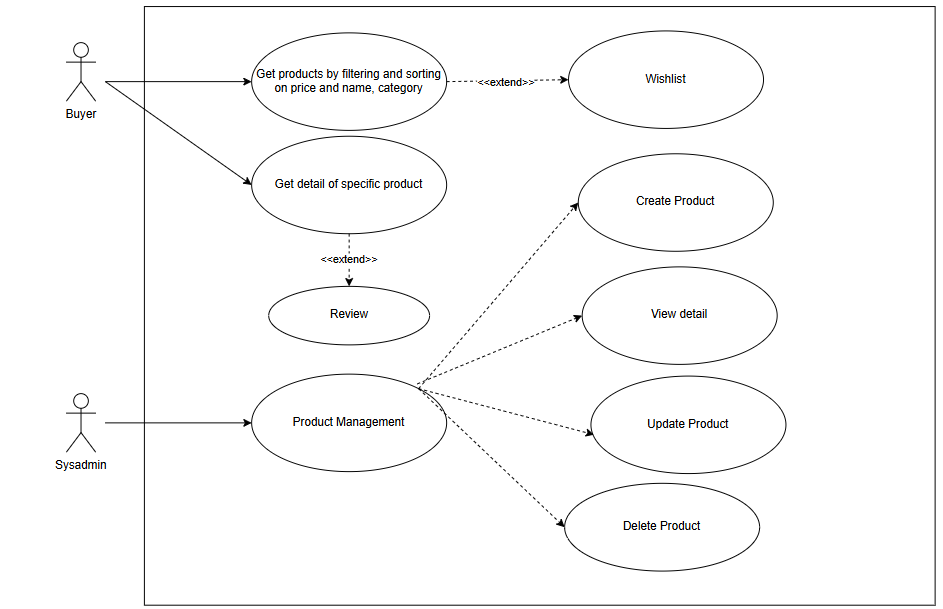 Buyer
Get products by filtering and sorting
on price and name, category
<<extend>>
Wishlist
Get detail of specific product
<<extend>>
Review
Create Product
View detail
Sysadmin
Product Management
Update Product
Delete Product